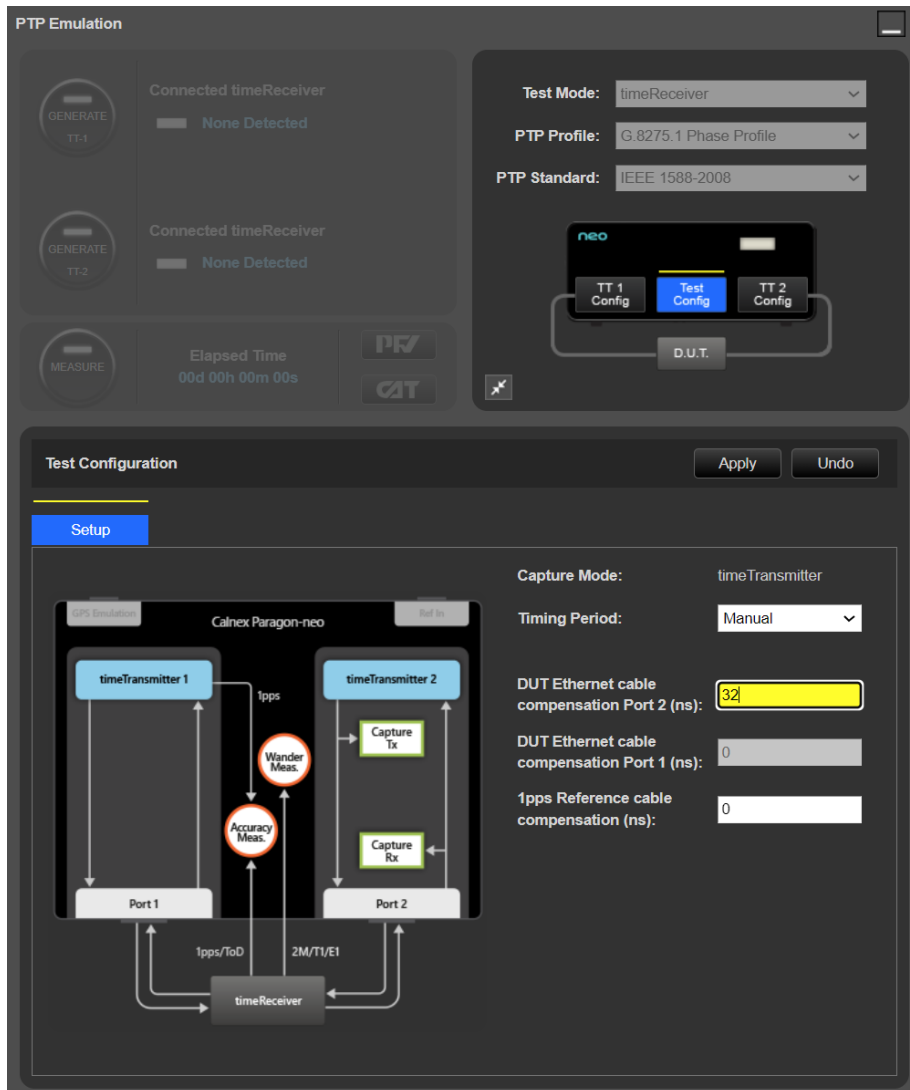 PTP Emulation
GENERATE
TT-1
Connected timeReceiver
None Detected
GENERATE
TT-2
Connected timeReceiver
None Detected
MEASURE
Elapsed Time
00d 00h 00m 00s
PFV
CAT
Test Mode:
timeReceiver
PTP Profile:
G.8275.1 Phase Profile
PTP Standard:
IEEE 1588-2008
neo
TT 1
Config
Test
Config
TT 2
Config
D.U.T.
Test Configuration
Apply
Undo
Setup
GPS Emulation
Calnex Paragon-neo
Ref In
timeTransmitter 1
1pps
timeTransmitter 2
Capture
Tx
Wander
Meas.
Accuracy
Meas.
Capture
Rx
Port 1
Port 2
1pps/ToD
2M/T1/E1
timeReceiver
Capture Mode:
timeTransmitter
Timing Period:
Manual
DUT Ethernet cable
compensation Port 2 (ns):
32
DUT Ethernet cable
compensation Port 1 (ns):
0
1pps Reference cable
compensation (ns):
0